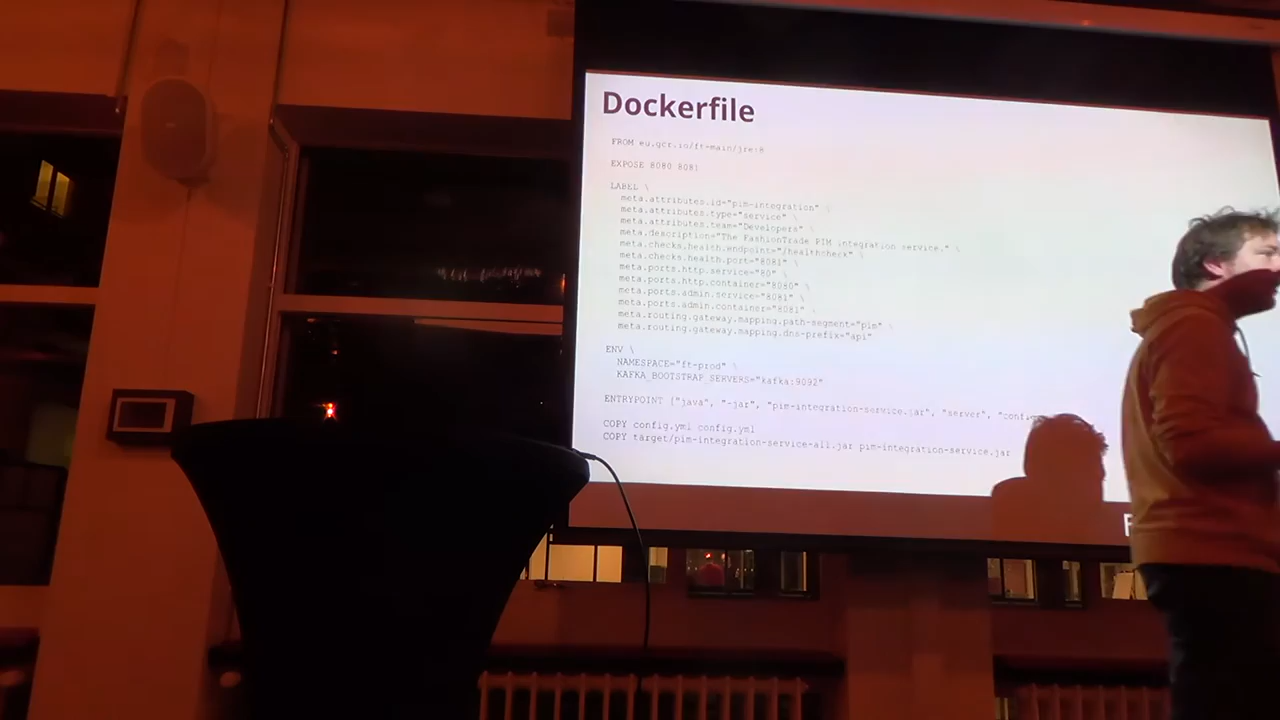 Dockerfile
FROM eu.gcr.io/ft-main/jre:8
EXPOSE 8080 8081
LABEL \
meta.attributes.id="pim-integration" \
meta.attributes.type="service" \
meta.attributes.team="Developers" \
meta.description="The FashionTrade PIM integration service." \
meta.checks.health.endpoint="/healthcheck" \
meta.checks.health.port="8081" \
meta.ports.http.service="80" \
meta.ports.http.container="8080" \
meta.ports.admin.service="8081" \
meta.ports.admin.container="8081" \
meta.routing.gateway.mapping.path-segment="pim" \
meta.routing.gateway.mapping.dns-prefix="api"
ENV \
NAMESPACE="ft-prod" \
KAFKA_BOOTSTRAP_SERVERS="kafka:9092"
ENTRYPOINT ["java", "-jar", "pim-integration-service.jar", "server", "config
COPY config.yml config.yml
COPY target/pim-integration-service-all.jar pim-integration-service.jar
F